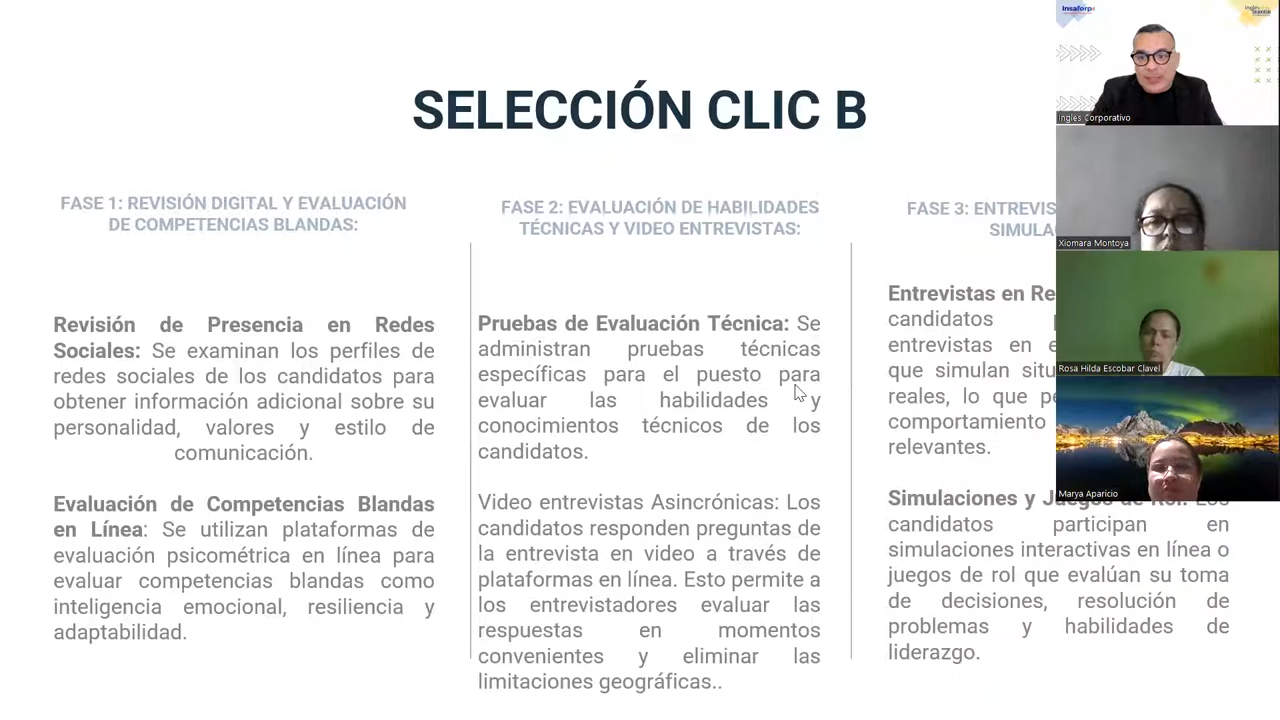 SELECCIÓN CLIC B
FASE 1: REVISIÓN DIGITAL Y EVALUACIÓN
DE COMPETENCIAS BLANDAS:
Revisión de Presencia en Redes
Sociales: Se examinan los perfiles de
redes sociales de los candidatos para
obtener información adicional sobre su
personalidad, valores y estilo de
comunicación.
Evaluación de Competencias Blandas
en Línea: Se utilizan plataformas de
evaluación psicométrica en línea para
evaluar competencias blandas como
inteligencia emocional, resiliencia y
adaptabilidad.
FASE 2: EVALUACIÓN DE HABILIDADES
TÉCNICAS Y VIDEO ENTREVISTAS:
Pruebas de Evaluación Técnica: Se
administran pruebas técnicas
específicas para el puesto para
evaluar las habilidades y
conocimientos técnicos de los
candidatos.
Video entrevistas Asincrónicas: Los
candidatos responden preguntas de
la entrevista en video a través de
plataformas en línea. Esto permite a
los entrevistadores evaluar las
respuestas en momentos
convenientes y eliminar las
limitaciones geográficas..
FASE 3:
Entrevistas en
candidatos
entrevistas en
que simulan
reales, lo que
comportamiento
relevantes.
Simulaciones y Juegos de Rol: Los
candidatos participan en
simulaciones interactivas en línea o
juegos de rol que evalúan su toma
de decisiones, resolución de
problemas y habilidades de
liderazgo.
insaforp
Inglés Corporativo
Xiomara Montoya
Rosa Hilda Escobar Clavel
Marya Aparicio